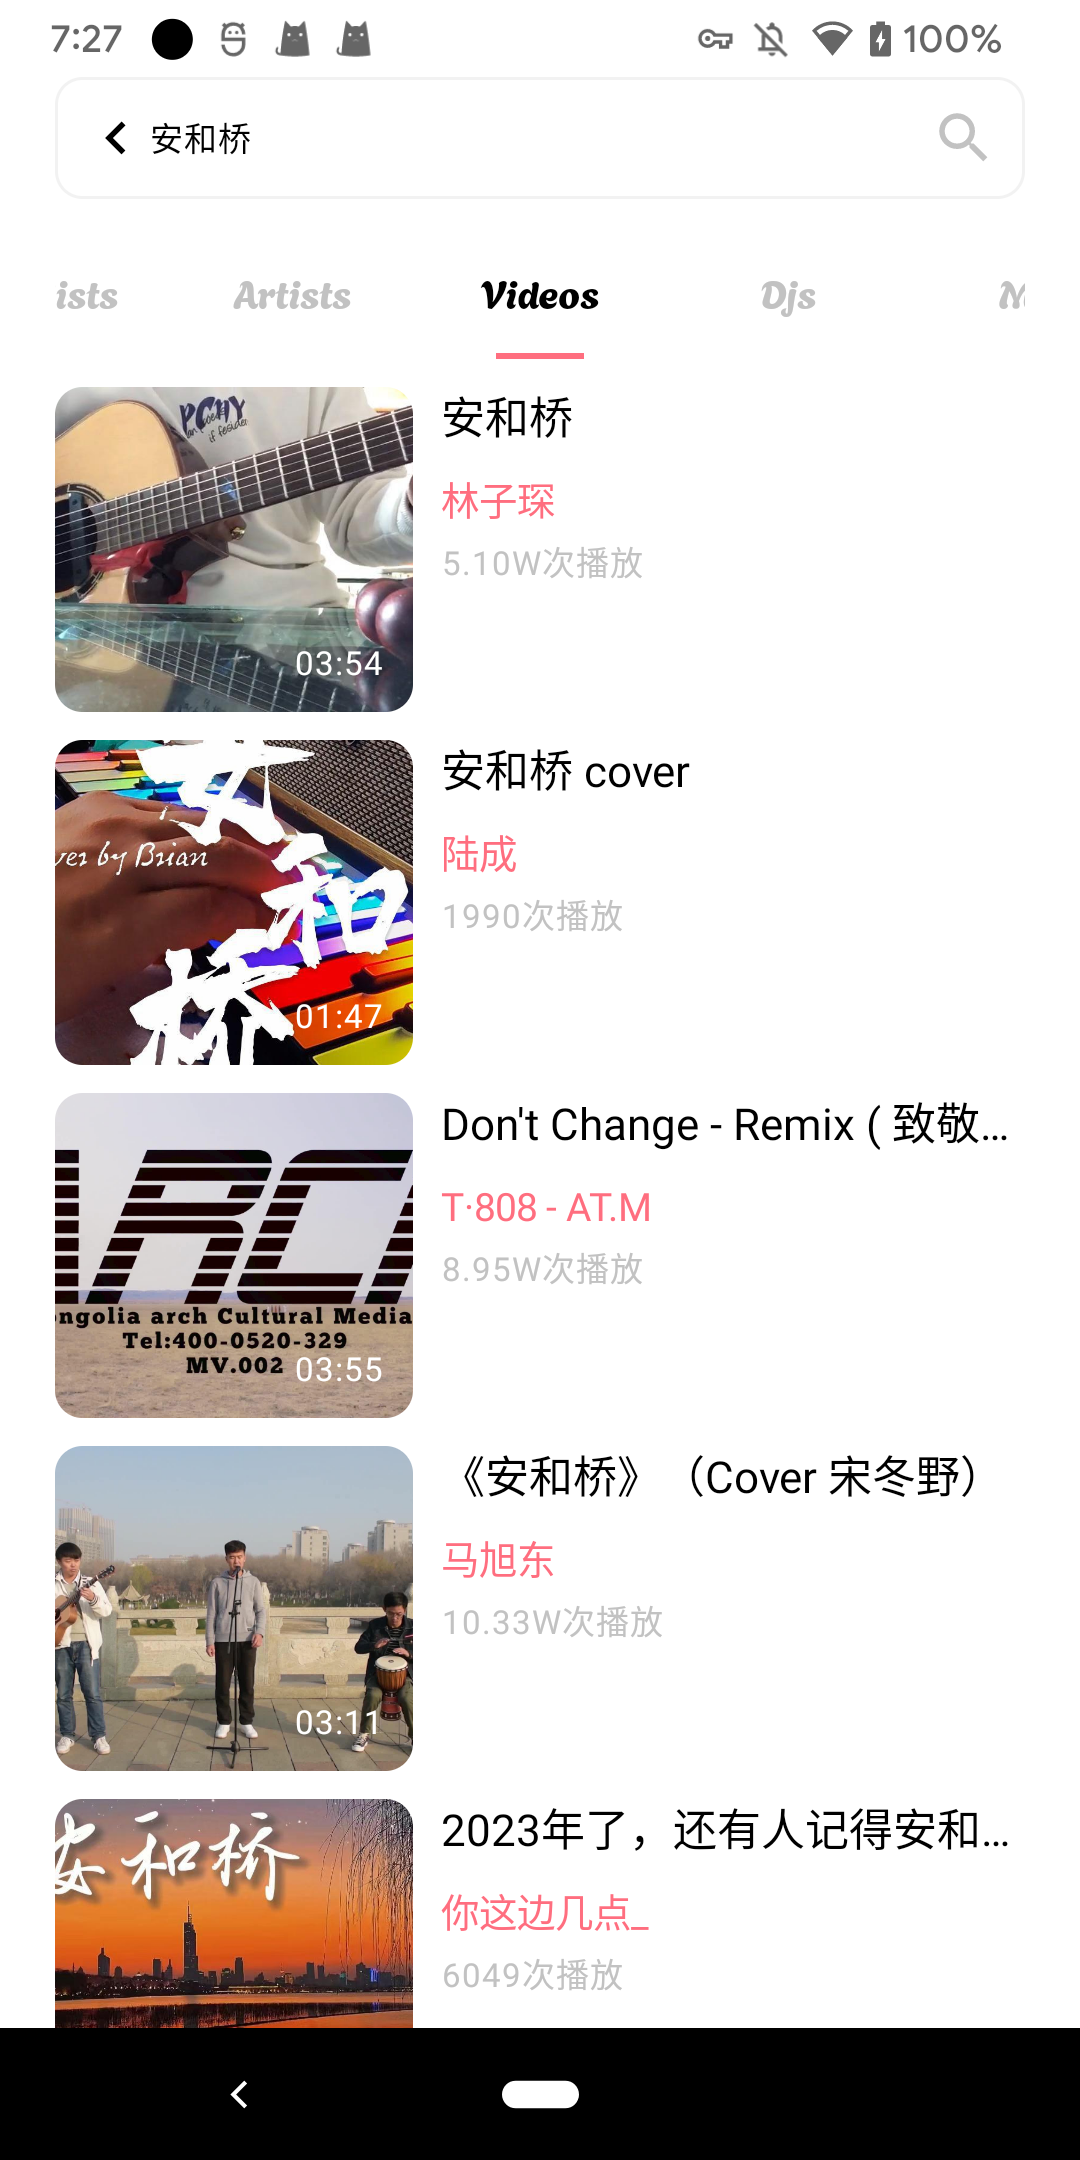 7:27
100%
安和桥
ists Artists Videos Djs
PCHY
if
03:54
安和桥
林子琛
5.10W次播放
安和桥
ver by Brian
01:47
安和桥 cover
陆成
1990次播放
ARC
ngolia arch Cultural Media
Tel:400-0520-329
MV.002
03:55
Don't Change - Remix ( 致敬...
T·808 - AT.M
8.95W次播放
03:11
《安和桥》（Cover 宋冬野）
马旭东
10.33W次播放
安和桥
2023年了，还有人记得安和...
你这边几点_
6049次播放